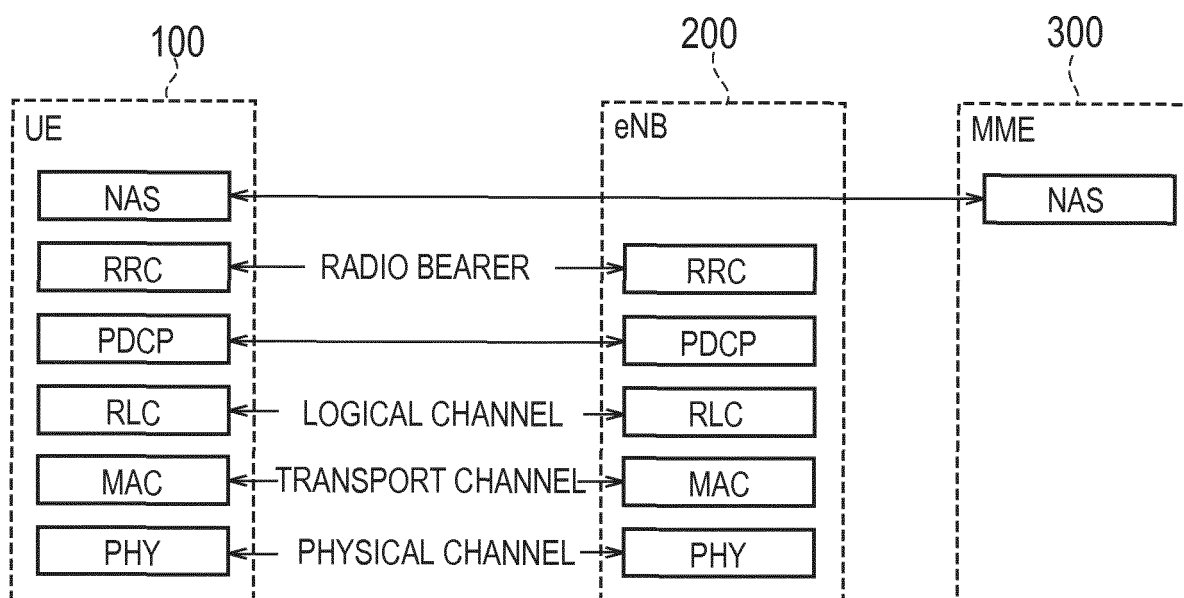 100
200
300
UE
eNB
MME
NAS
NAS
RRC
RADIO BEARER
RRC
PDCP
PDCP
RLC
LOGICAL CHANNEL
RLC
MAC
TRANSPORT CHANNEL
MAC
PHY
PHYSICAL CHANNEL
PHY